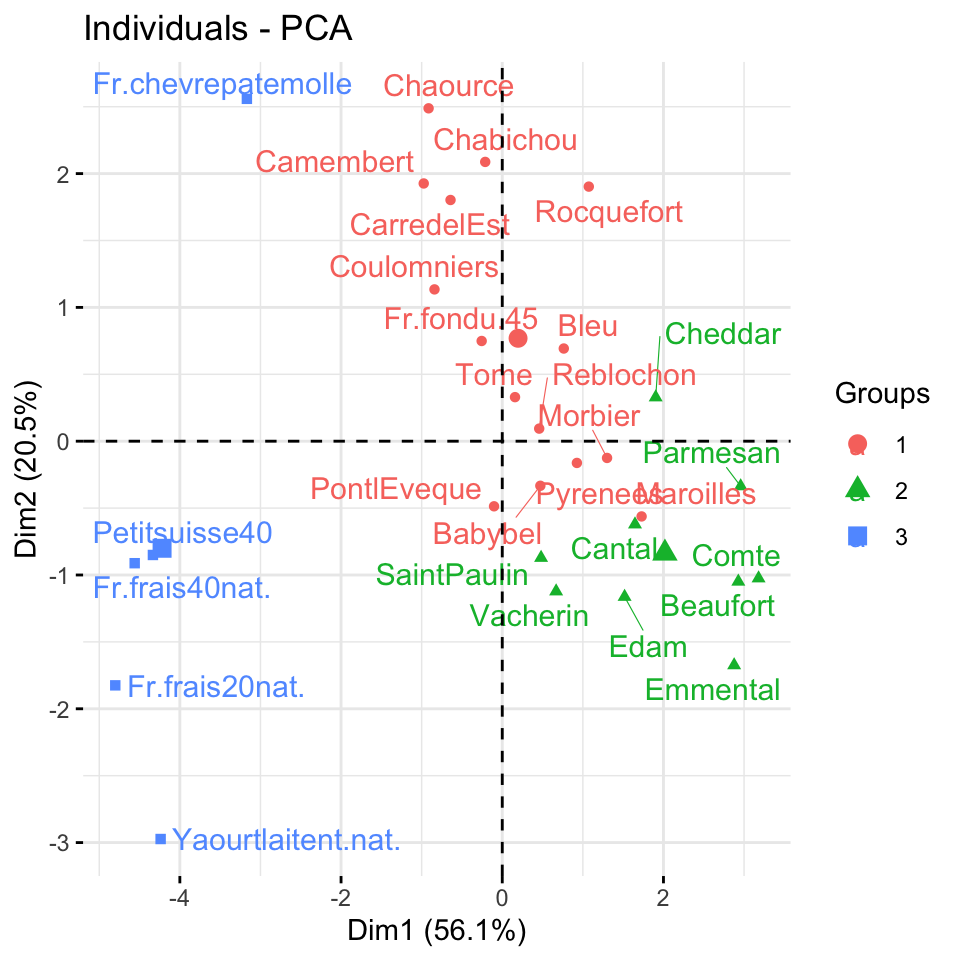 Individuals - PCA
Fr.chevrepatemolle
Chaource
Chabichou
Camembert
Rocquefort
CarredelEst
Coulomniers
Fr.fondu.45
Bleu
Cheddar
Tome
Reblochon
Morbier
Parmesan
PontlEveque
Pyrenees
Maroilles
Babybel
Petitsuisse40
Cantal
Comte
SaintPaulin
Fr.frais40nat.
Beaufort
Vacherin
Edam
Fr.frais20nat.
Emmental
Yaourtlaitent.nat.
2
1
0
-1
-2
-3
Dim2 (20.5%)
-4
-2
0
2
Dim1 (56.1%)
Groups
a 1
a 2
a 3